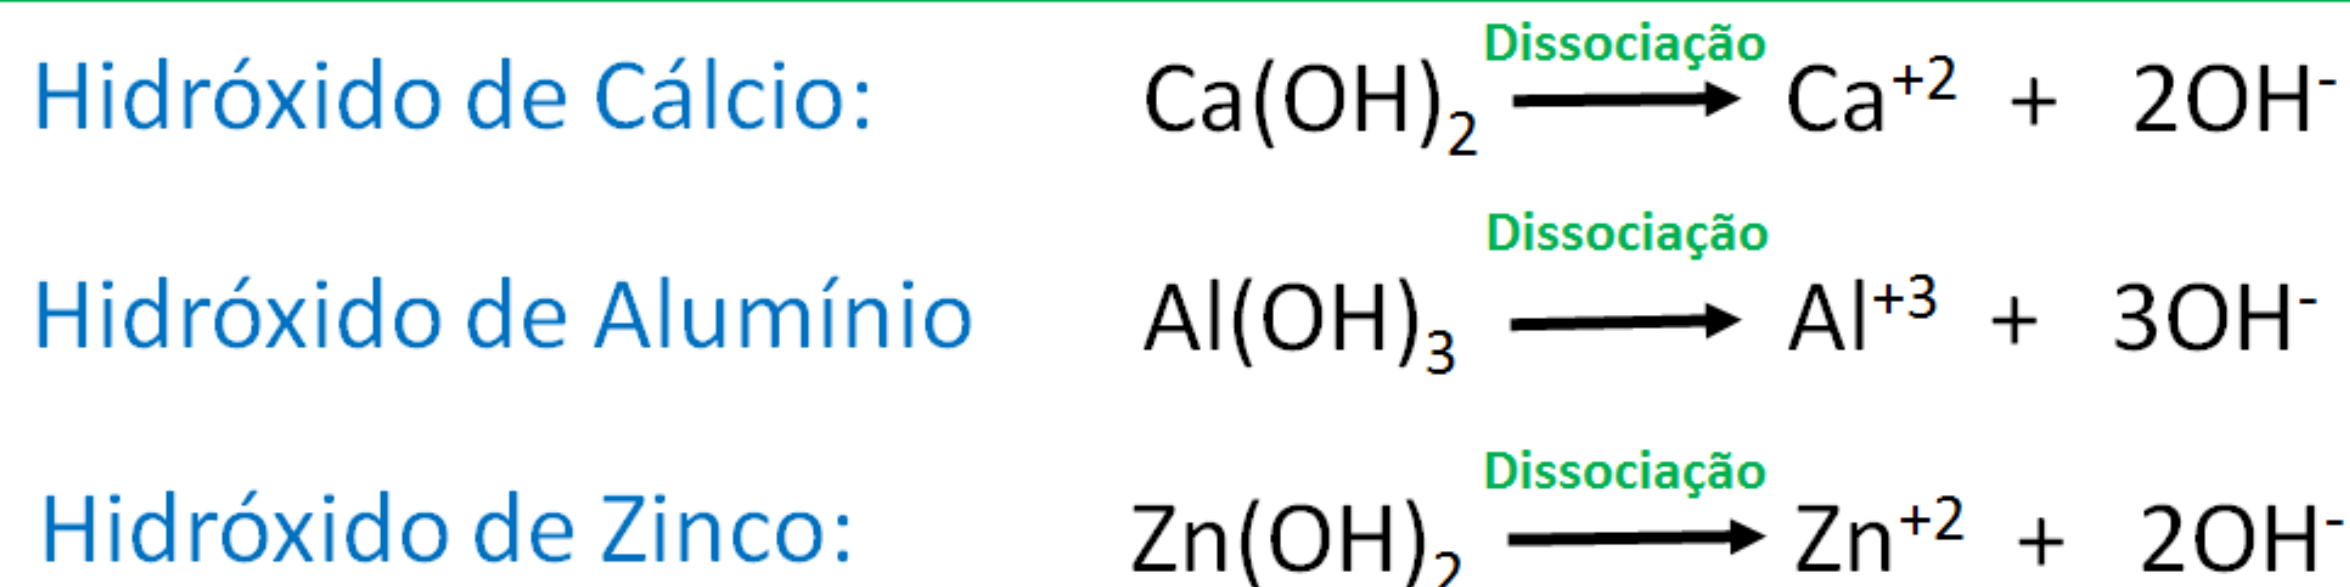 Hidróxido de Cálcio: Ca(OH)₂ Dissociação Ca⁺² + 2OH⁻
Hidróxido de Alumínio Al(OH)₃ Dissociação Al⁺³ + 3OH⁻
Hidróxido de Zinco: Zn(OH)₂ Dissociação Zn⁺² + 2OH⁻